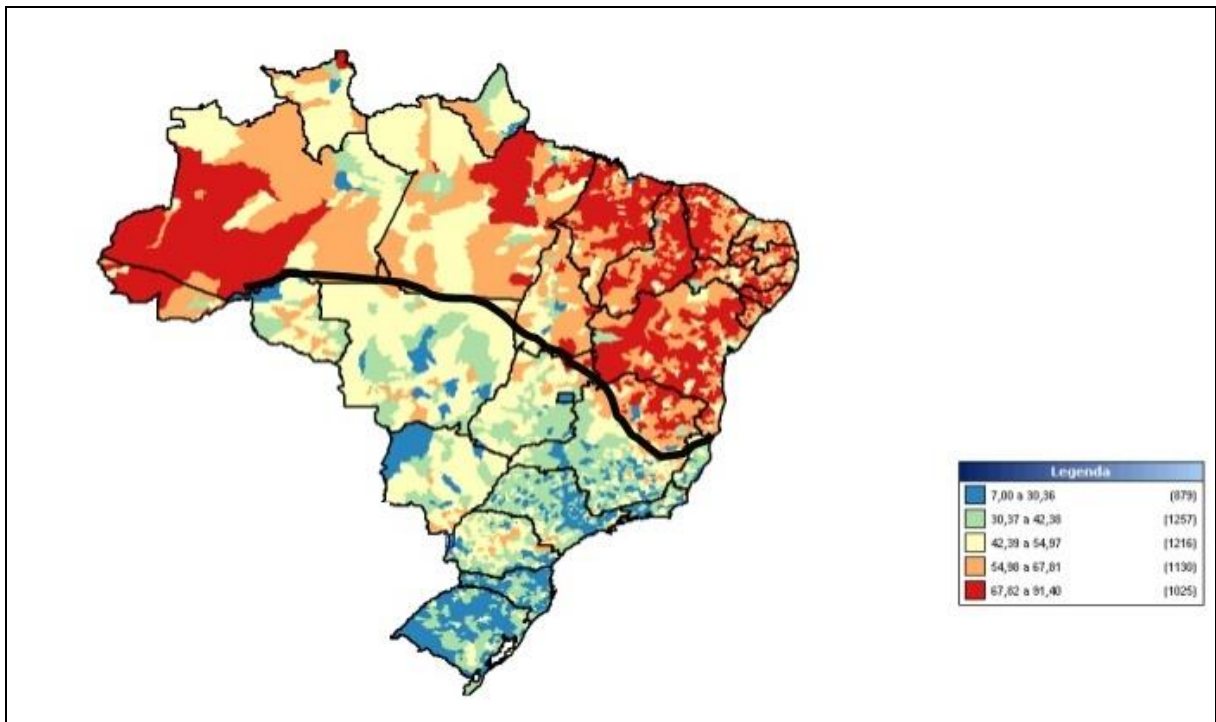 Legenda
7,00 a 30,36 (879)
30,37 a 42,38 (1257)
42,39 a 54,97 (1216)
54,98 a 67,81 (1130)
67,82 a 91,40 (1025)